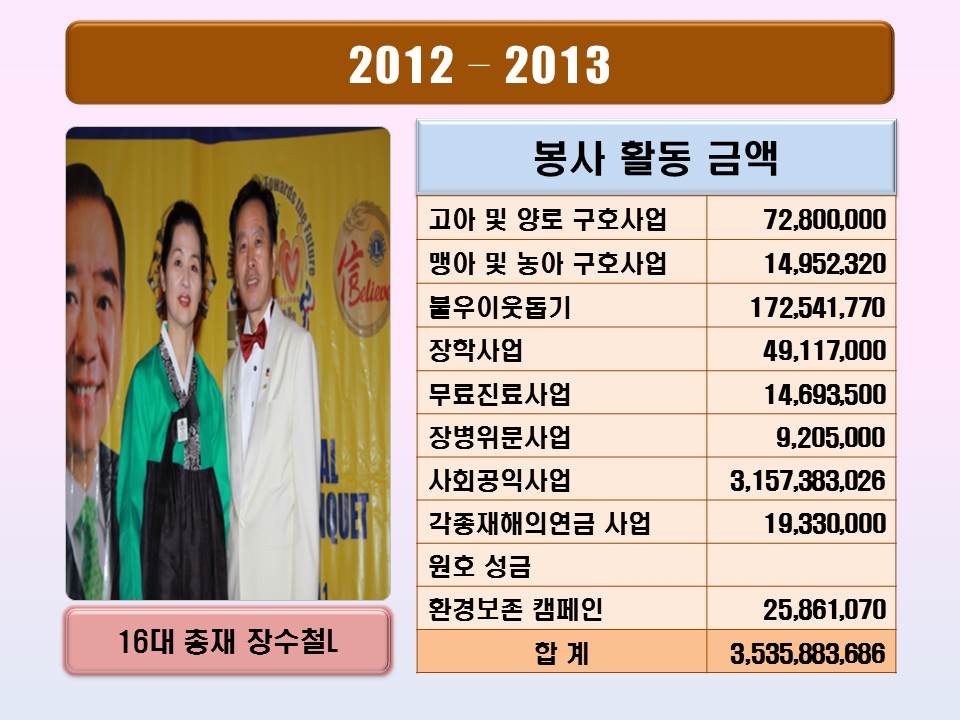 2012 – 2013
Towards the Future
信
Believe
QUET
봉사 활동 금액
고아 및 양로 구호사업 72,800,000
맹아 및 농아 구호사업 14,952,320
불우이웃돕기 172,541,770
장학사업 49,117,000
무료진료사업 14,693,500
장병위문사업 9,205,000
사회공익사업 3,157,383,026
각종재해의연금 사업 19,330,000
원호 성금
환경보존 캠페인 25,861,070
합 계 3,535,883,686
16대 총재 장수철L